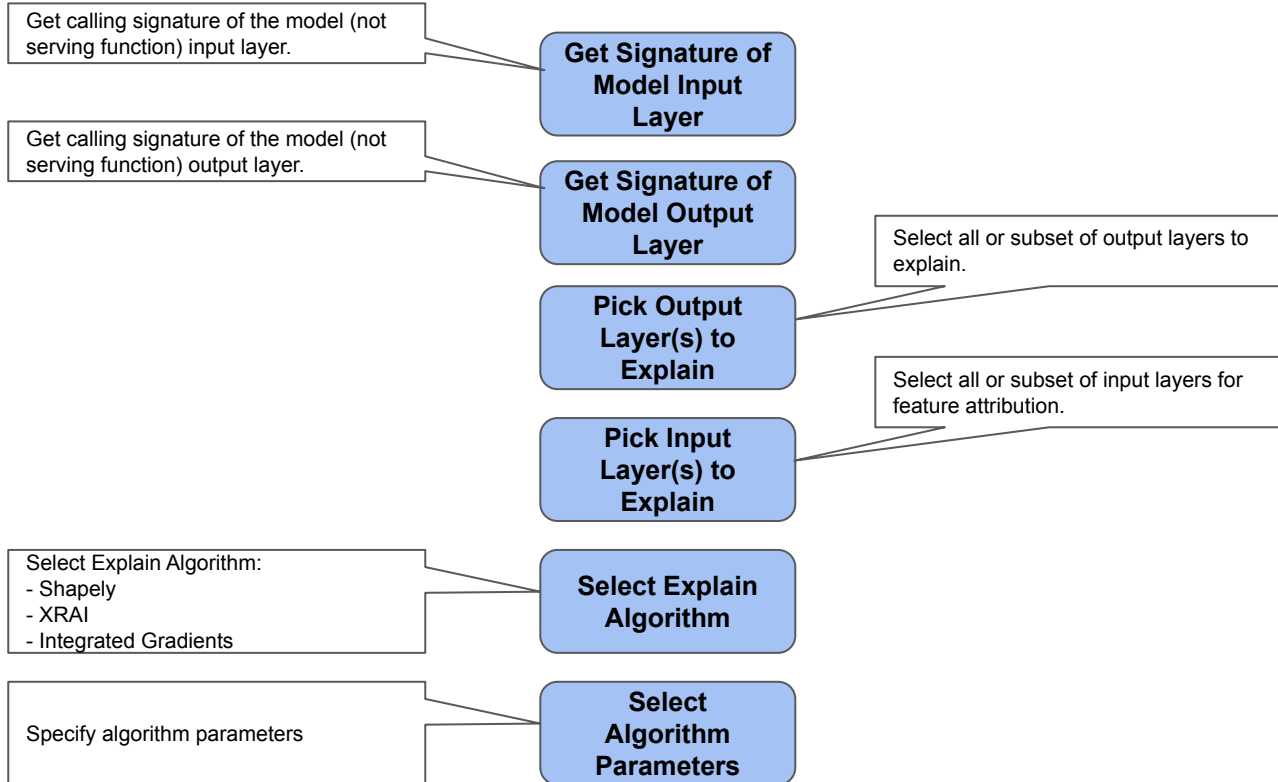 Get calling signature of the model (not
serving function) input layer.
Get Signature of
Model Input
Layer
Get calling signature of the model (not
serving function) output layer.
Get Signature of
Model Output
Layer
Select all or subset of output layers to
explain.
Pick Output
Layer(s) to
Explain
Select all or subset of input layers for
feature attribution.
Pick Input
Layer(s) to
Explain
Select Explain Algorithm:
- Shapely
- XRAI
- Integrated Gradients
Select Explain
Algorithm
Specify algorithm parameters
Select
Algorithm
Parameters